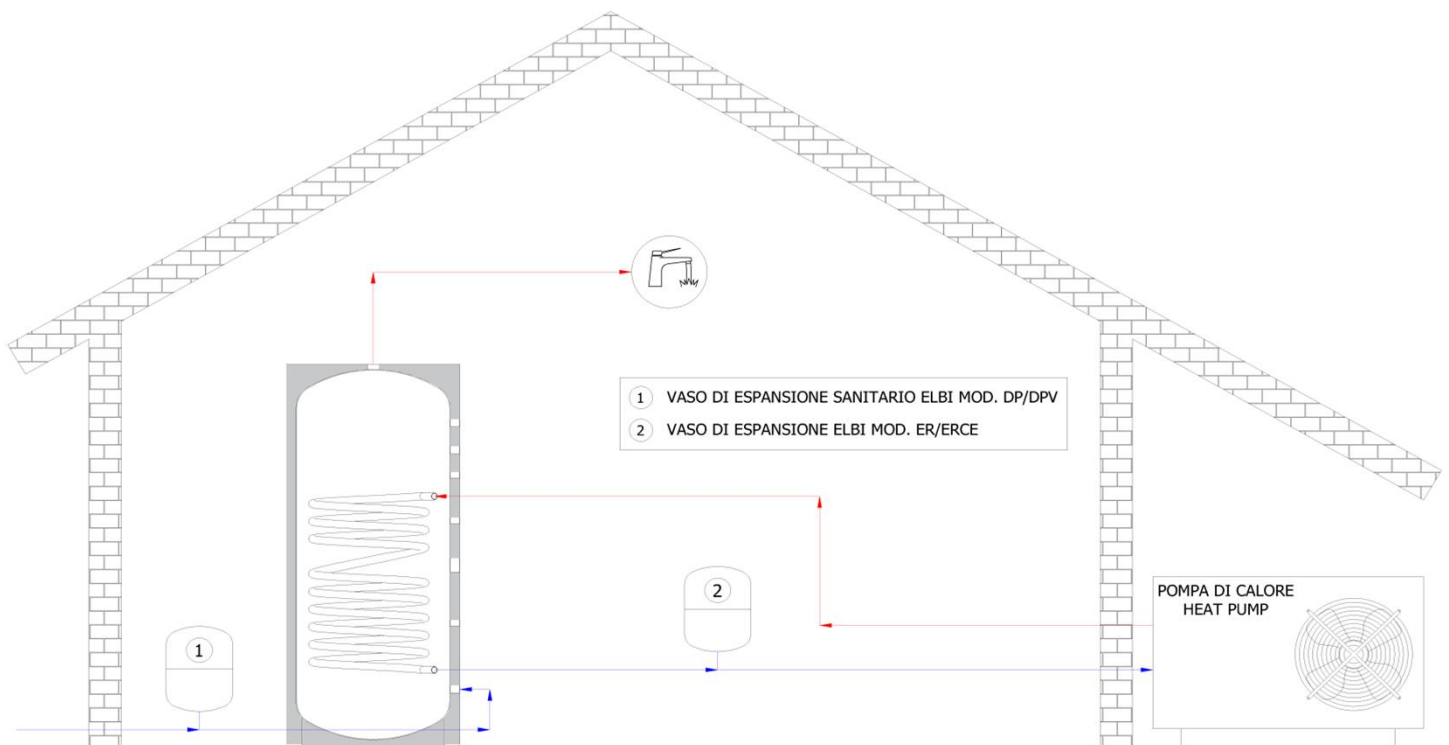 1 VASO DI ESPANSIONE SANITARIO ELBI MOD. DP/DPV
2 VASO DI ESPANSIONE ELBI MOD. ER/ERCE
2
POMPA DI CALORE
HEAT PUMP
1